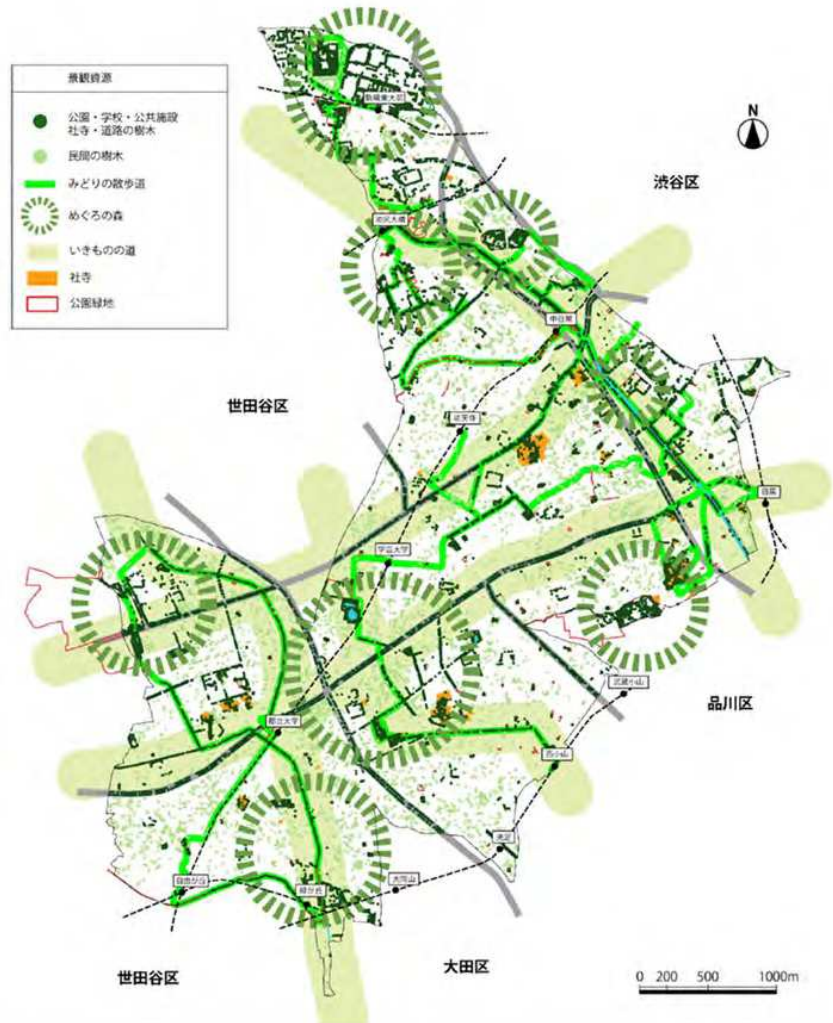 景観資源
公園・学校・公共施設
社寺・道路の樹木
民間の樹木
みどりの散歩道
めぐろの森
いきものの道
社寺
公園緑地
N
渋谷区
駒場東大前
池尻大橋
中目黒
世田谷区
祐天寺
目黒
学芸大学
武蔵小山
品川区
都立大学
西小山
洗足
自由が丘
緑が丘
大岡山
世田谷区
大田区
0 200 500 1000m